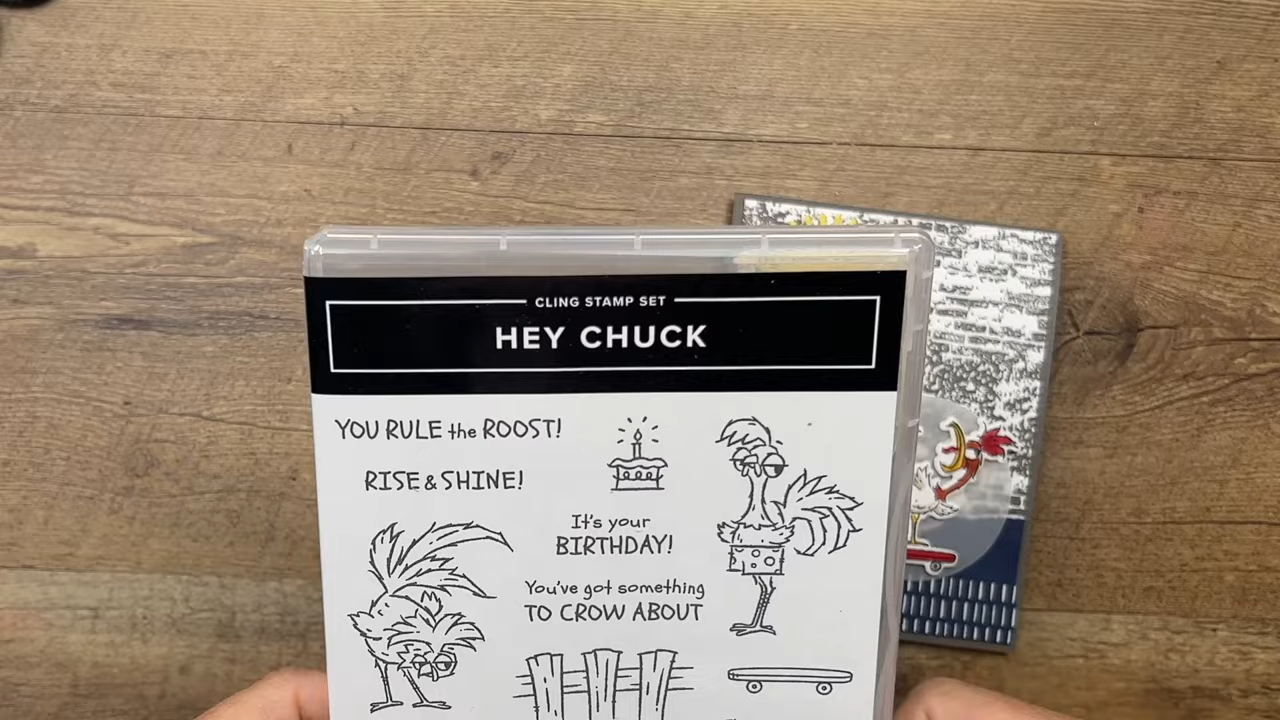 CLING STAMP SET
HEY CHUCK
YOU RULE the ROOST!
RISE & SHINE!
It's your
BIRTHDAY!
You've got something
TO CROW ABOUT